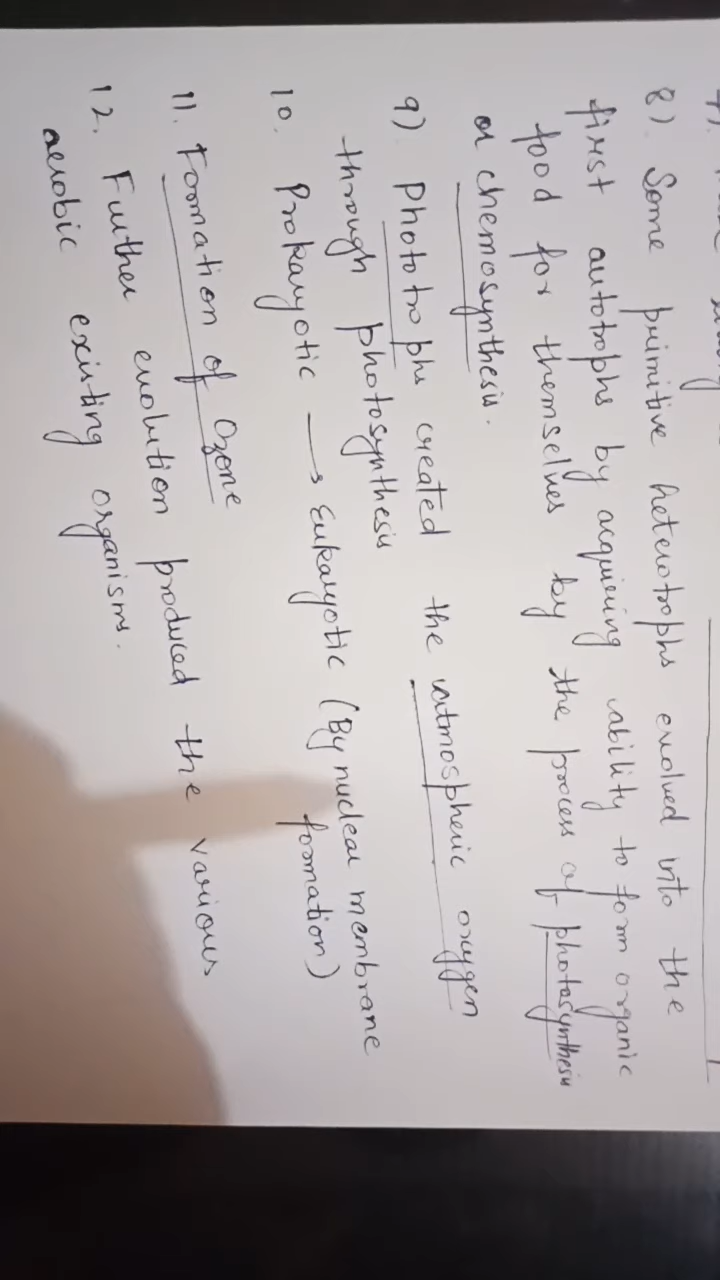 8) Some primitive heterotrophs evolved into the
first autotrophs by acquiering ability to form organic
food for themselves by the process of photosynthesis
or chemosynthesis.
9) Phototrophs created the atmospheric oxygen
through photosynthesis
10. Prokaryotic → Eukaryotic (By nuclear membrane
formation)
11. Formation of Ozone
12. Further evolution produced the various
aerobic existing organisms.